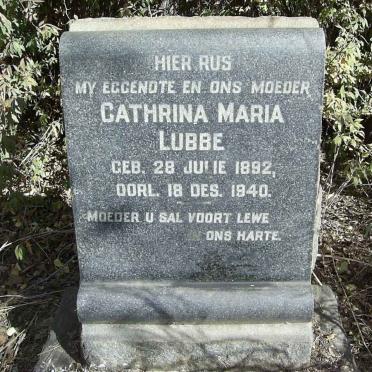 HIER RUS
MY EGGENOTE EN ONS MOEDER
CATHRINA MARIA
LUBBE
GEB. 28 JULIE 1892,
OORL. 18 DES. 1940.
MOEDER U SAL VOORT LEWE
ONS HARTE.